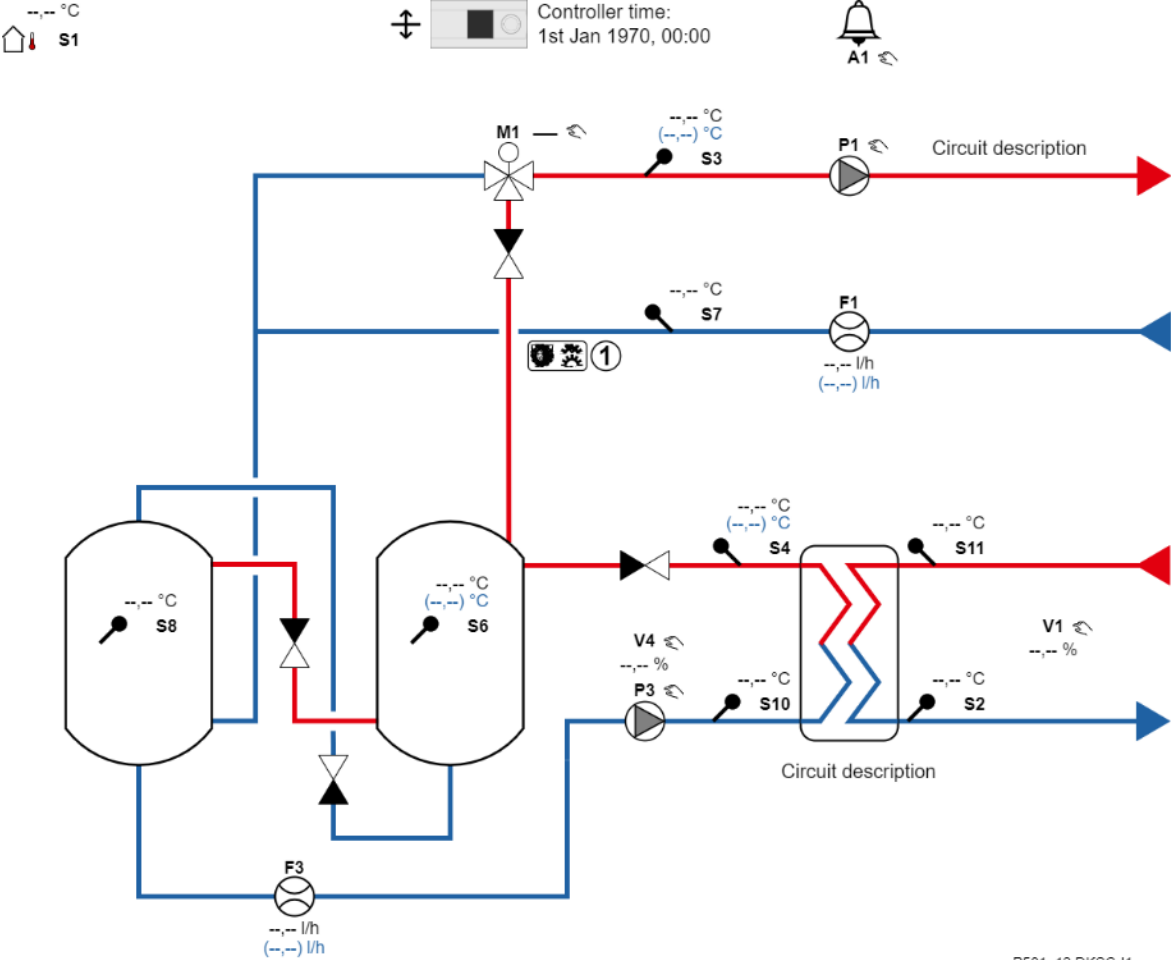 --,-- °C
S1
Controller time:
1st Jan 1970, 00:00
A1
M1
--,-- °C
(--,--) °C
S3
P1
Circuit description
--,-- °C
S7
F1
--,-- l/h
(--,--) l/h
1
--,-- °C
(--,--) °C
S4
--,-- °C
S11
--,-- °C
S8
--,-- °C
(--,--) °C
S6
V4
--,-- %
P3
--,-- °C
S10
--,-- °C
S2
V1
--,-- %
Circuit description
F3
--,-- l/h
(--,--) l/h